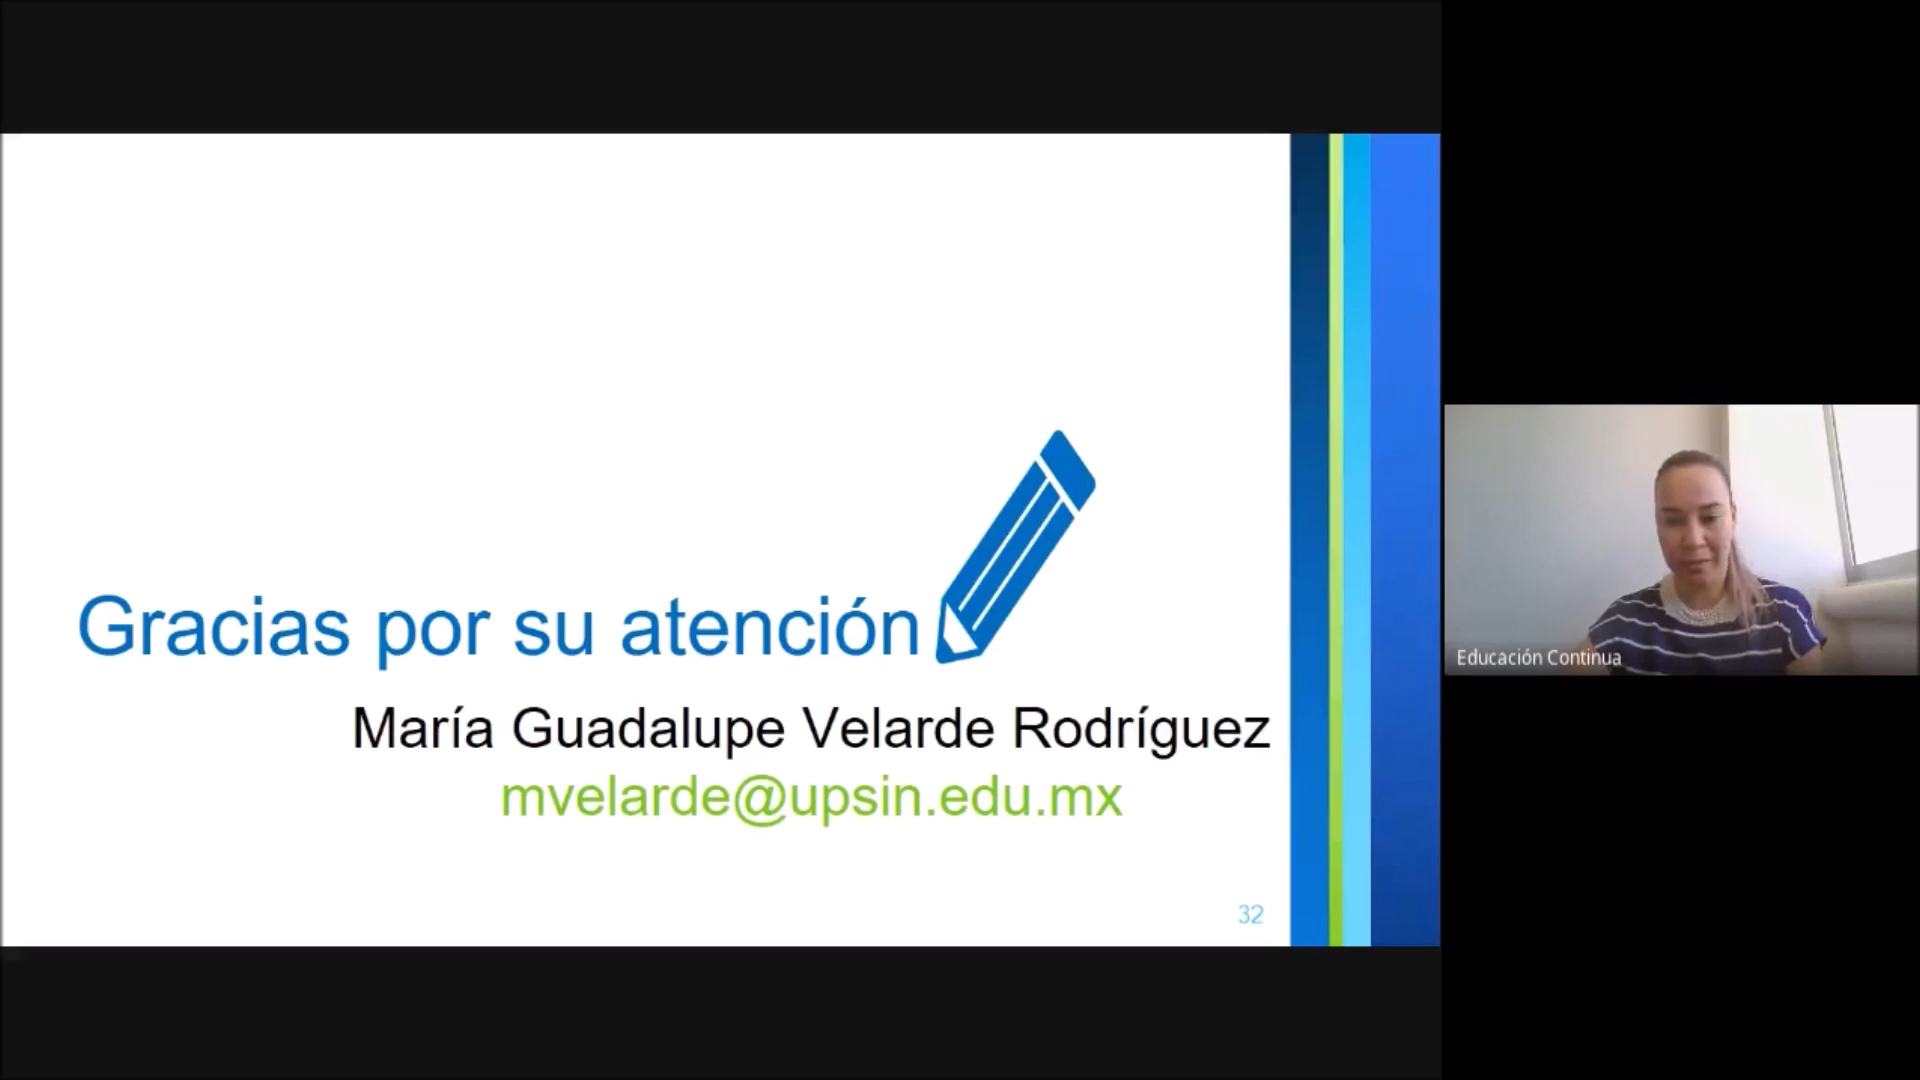 Gracias por su atención
María Guadalupe Velarde Rodríguez
mvelarde@upsin.edu.mx
32
Educación Continua